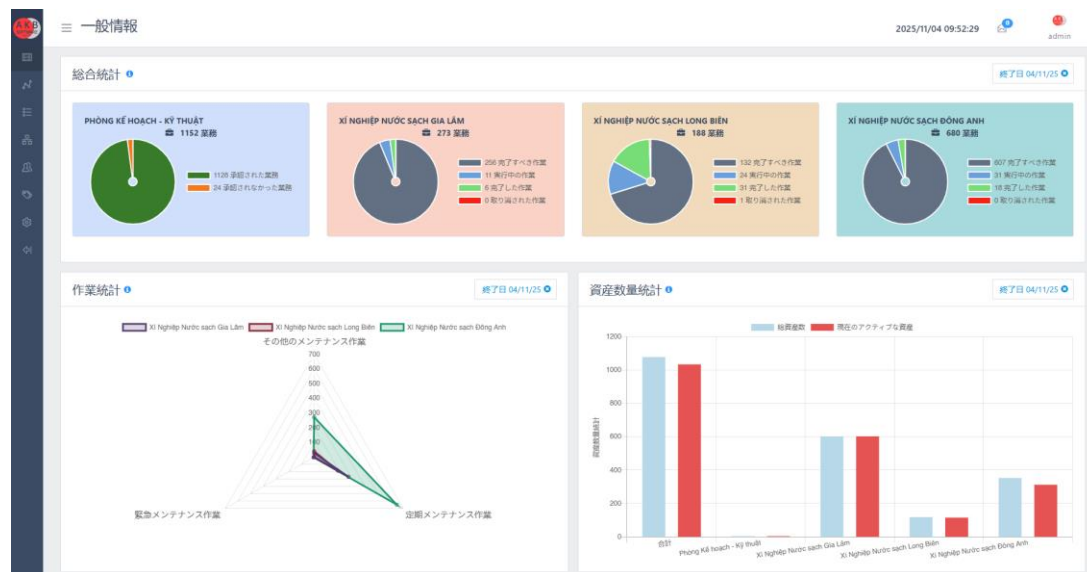 AKB
一般情報
2025/11/04 09:52:29
0
admin
総合統計
終了日 04/11/25
PHÒNG KẾ HOẠCH - KỸ THUẬT
1152 業務
1128 承認された業務
24 承認されなかった業務
XÍ NGHIỆP NƯỚC SẠCH GIA LÂM
273 業務
256 完了すべき作業
11 実行中の作業
6 完了した作業
0 取り消された作業
XÍ NGHIỆP NƯỚC SẠCH LONG BIÊN
188 業務
132 完了すべき作業
24 実行中の作業
31 完了した作業
1 取り消された作業
XÍ NGHIỆP NƯỚC SẠCH ĐÔNG ANH
680 業務
607 完了すべき作業
31 実行中の作業
18 完了した作業
0 取り消された作業
作業統計
終了日 04/11/25
Xí Nghiệp Nước sạch Gia Lâm Xí Nghiệp Nước sạch Long Biên Xí Nghiệp Nước sạch Đông Anh
その他のメンテナンス作業
700
600
500
400
300
200
100
緊急メンテナンス作業
定期メンテナンス作業
資産数量統計
終了日 04/11/25
総資産数 現在のアクティブな資産
資産数量統計
1200
1000
800
600
400
200
0
合計
Phòng Kế hoạch - Kỹ thuật
Xí Nghiệp Nước sạch Gia Lâm
Xí Nghiệp Nước sạch Long Biên
Xí Nghiệp Nước sạch Đông Anh